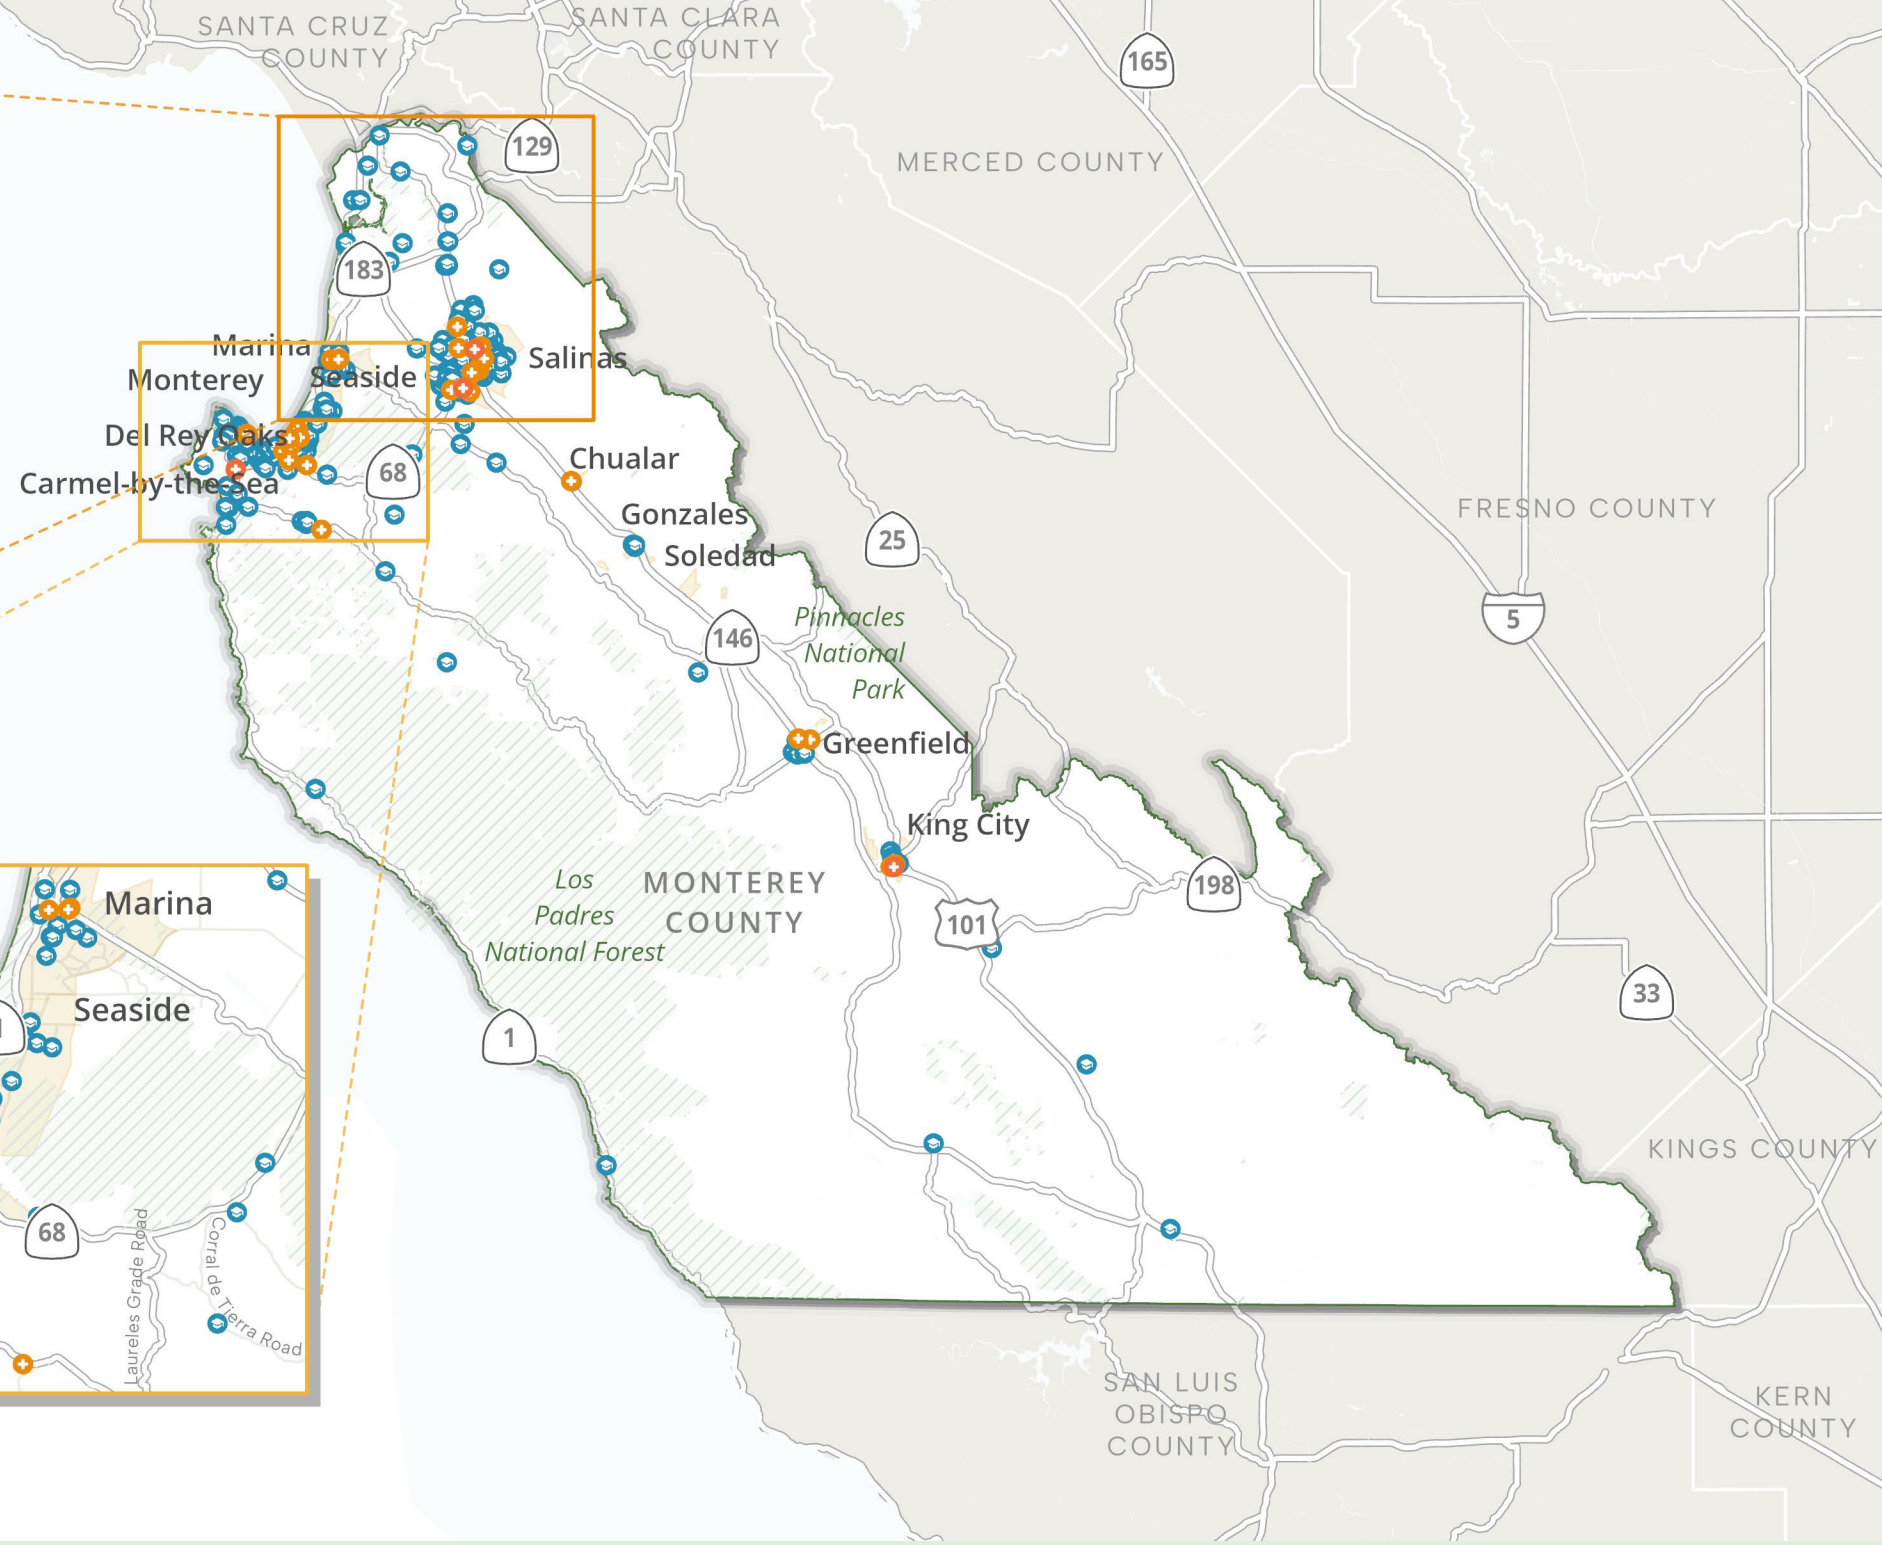 SANTA CRUZ
COUNTY
SANTA CLARA
COUNTY
165
129
MERCED COUNTY
183
Marina
Salinas
Monterey
Seaside
Del Rey Oaks
Carmel-by-the-Sea
68
Chualar
Gonzales
Soledad
25
FRESNO COUNTY
5
Pinnacles
National
Park
146
Greenfield
King City
Los
Padres
National Forest
MONTEREY
COUNTY
198
101
33
1
KINGS COUNTY
SAN LUIS
OBISPO
COUNTY
KERN
COUNTY
Marina
Seaside
1
68
Laureles Grade Road
Corral de Tierra Road